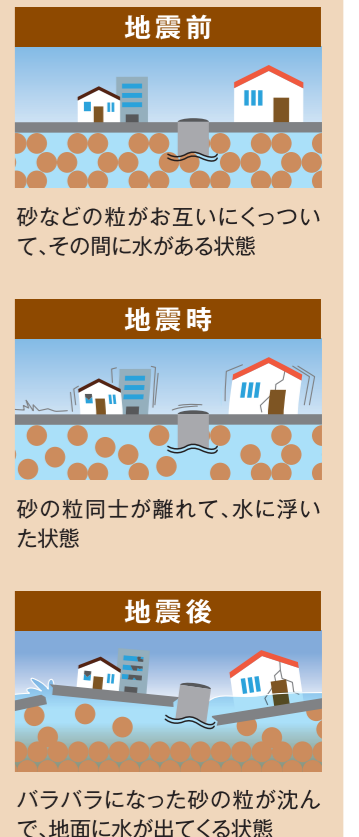 地震前
砂などの粒がお互いにくっつい
て、その間に水がある状態
地震時
砂の粒同士が離れて、水に浮い
た状態
地震後
バラバラになった砂の粒が沈ん
で、地面に水が出てくる状態